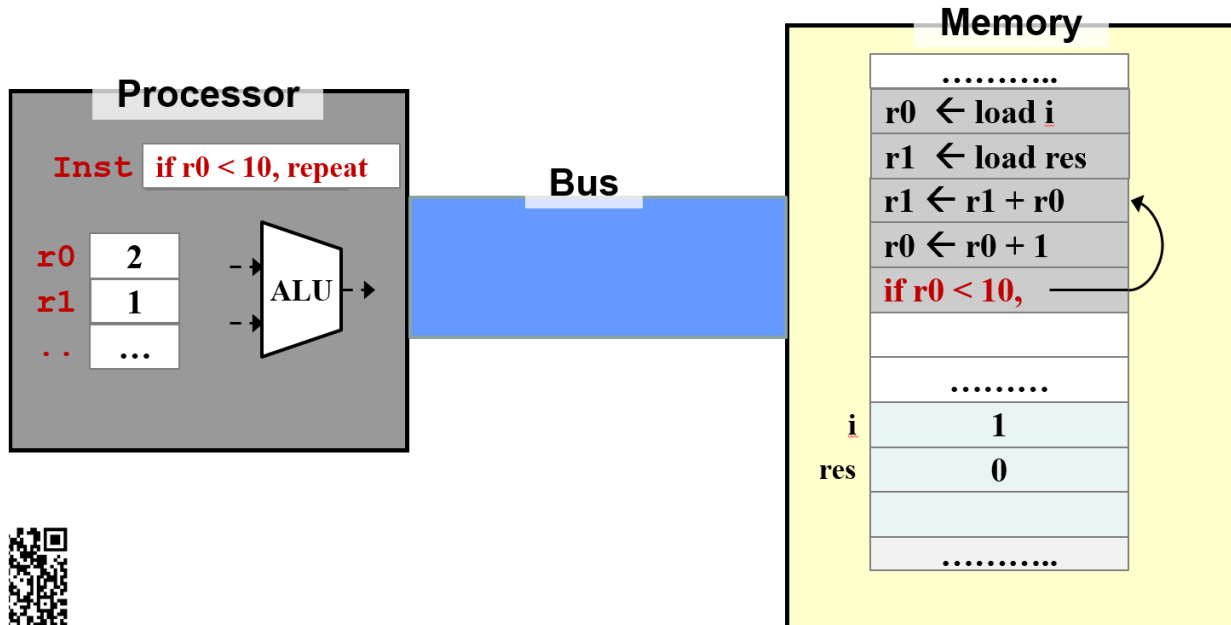 Processor
Inst if r0 < 10, repeat
r0 2
r1 1
.. ...
ALU
Bus
Memory
………..
r0 ← load i
r1 ← load res
r1 ← r1 + r0
r0 ← r0 + 1
if r0 < 10,
………
i 1
res 0
………..